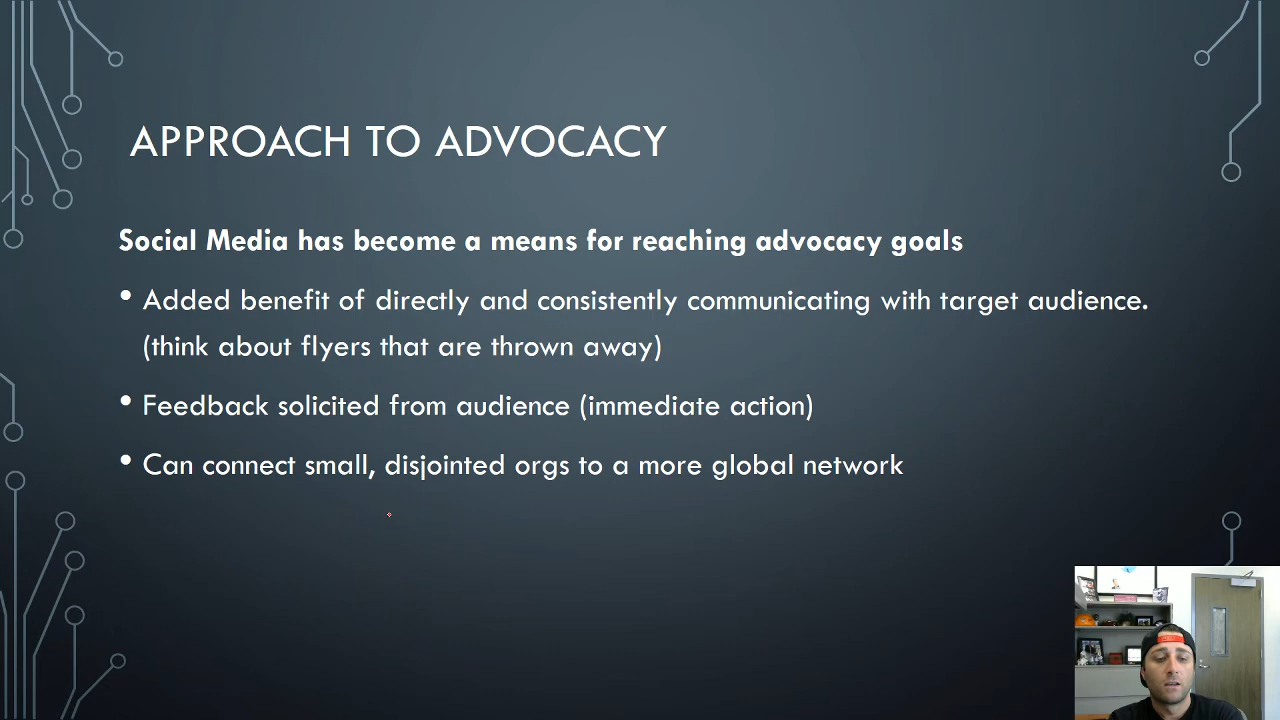 APPROACH TO ADVOCACY
Social Media has become a means for reaching advocacy goals
• Added benefit of directly and consistently communicating with target audience.
(think about flyers that are thrown away)
• Feedback solicited from audience (immediate action)
• Can connect small, disjointed orgs to a more global network